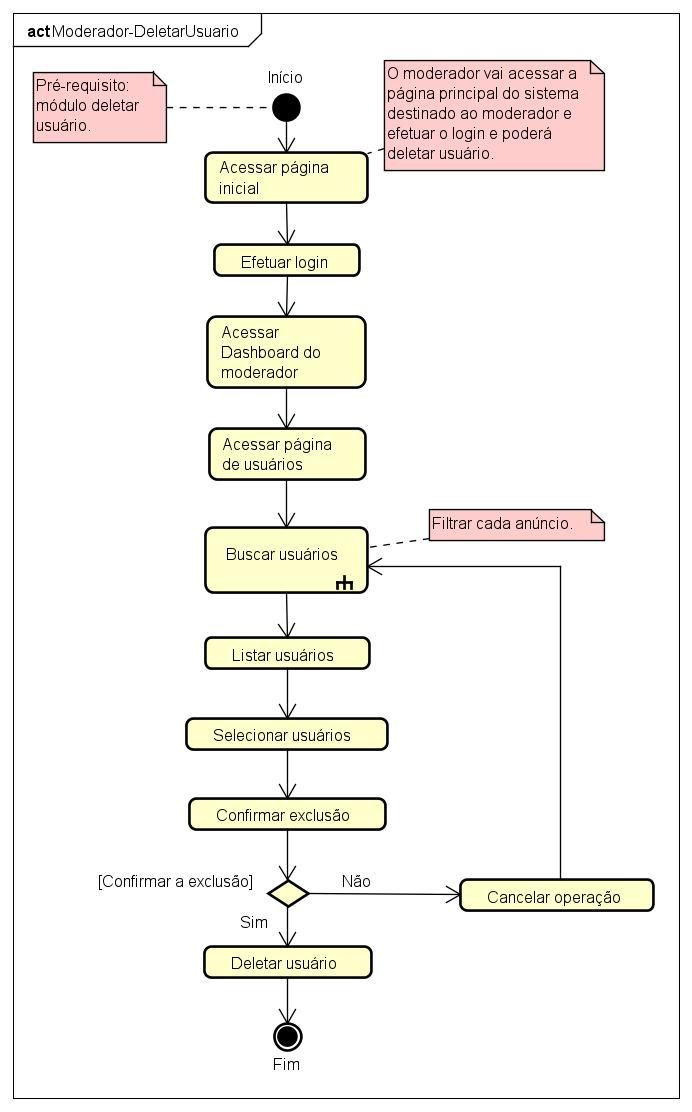 act Moderador-DeletarUsuario
Pré-requisito:
módulo deletar
usuário.
Início
O moderador vai acessar a
página principal do sistema
destinado ao moderador e
efetuar o login e poderá
deletar usuário.
Acessar página
inicial
Efetuar login
Acessar
Dashboard do
moderador
Acessar página
de usuários
Filtrar cada anúncio.
Buscar usuários
Listar usuários
Selecionar usuários
Confirmar exclusão
[Confirmar a exclusão]
Não
Cancelar operação
Sim
Deletar usuário
Fim